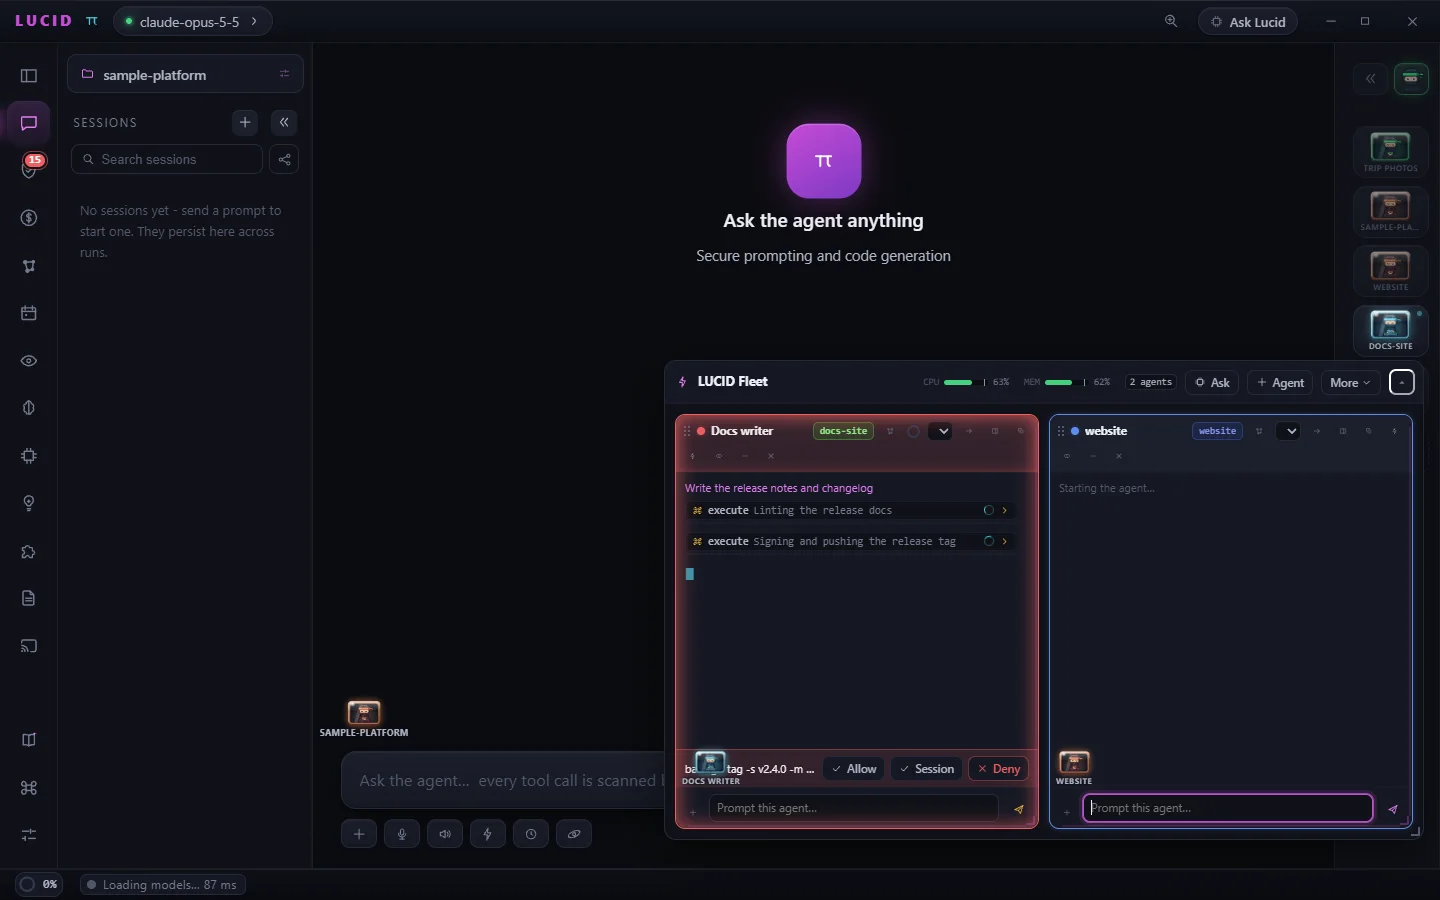 LUCID π claude-opus-5-5 Ask Lucid
sample-platform
SESSIONS
15
Search sessions
No sessions yet - send a prompt to
start one. They persist here across
runs.
π
Ask the agent anything
Secure prompting and code generation
TRIP PHOTOS
SAMPLE-PLA...
WEBSITE
DOCS-SITE
LUCID Fleet CPU 63% MEM 62% 2 agents Ask + Agent More
Docs writer docs-site
Write the release notes and changelog
execute Linting the release docs
execute Signing and pushing the release tag
tag -s v2.4.0 -m ... Allow Session Deny
DOCS WRITER
Prompt this agent...
website website
Starting the agent...
WEBSITE
Prompt this agent...
SAMPLE-PLATFORM
Ask the agent... every tool call is scanned
0% Loading models... 87 ms